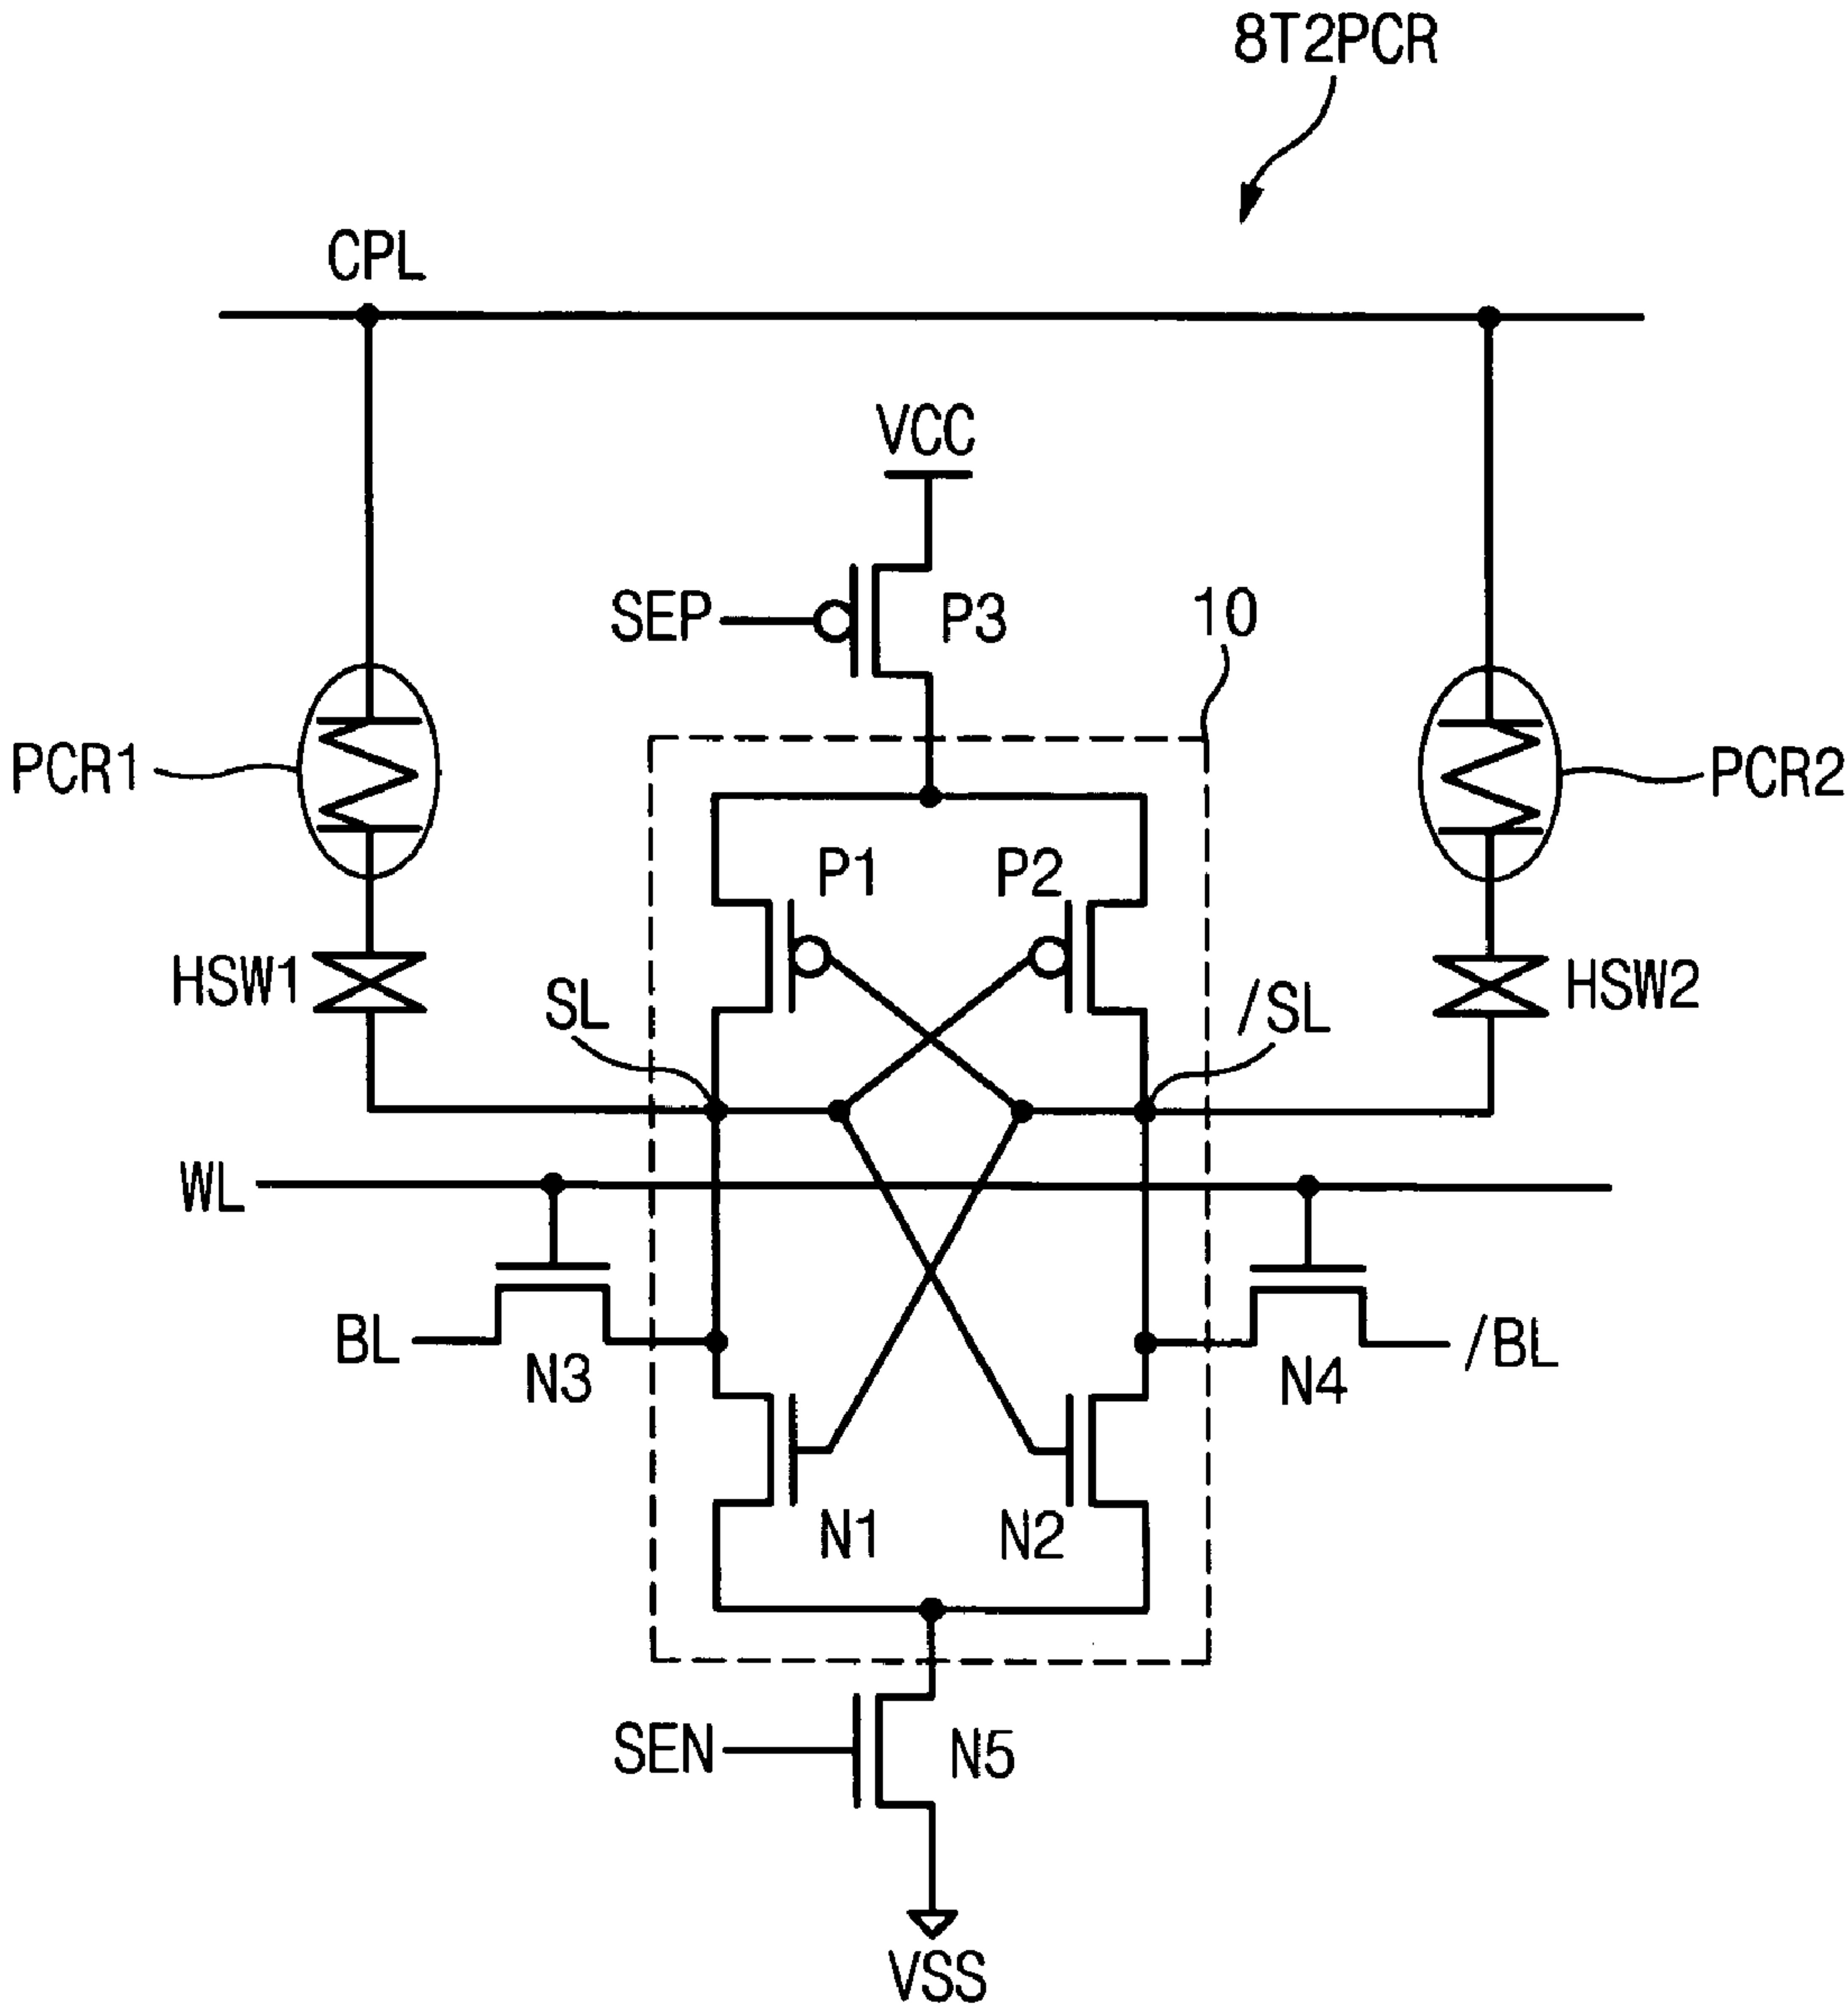 8T2PCR
CPL
VCC
SEP
P3
10
PCR1
PCR2
P1
P2
HSW1
SL
/SL
HSW2
WL
BL
N3
N4
/BL
N1
N2
SEN
N5
VSS